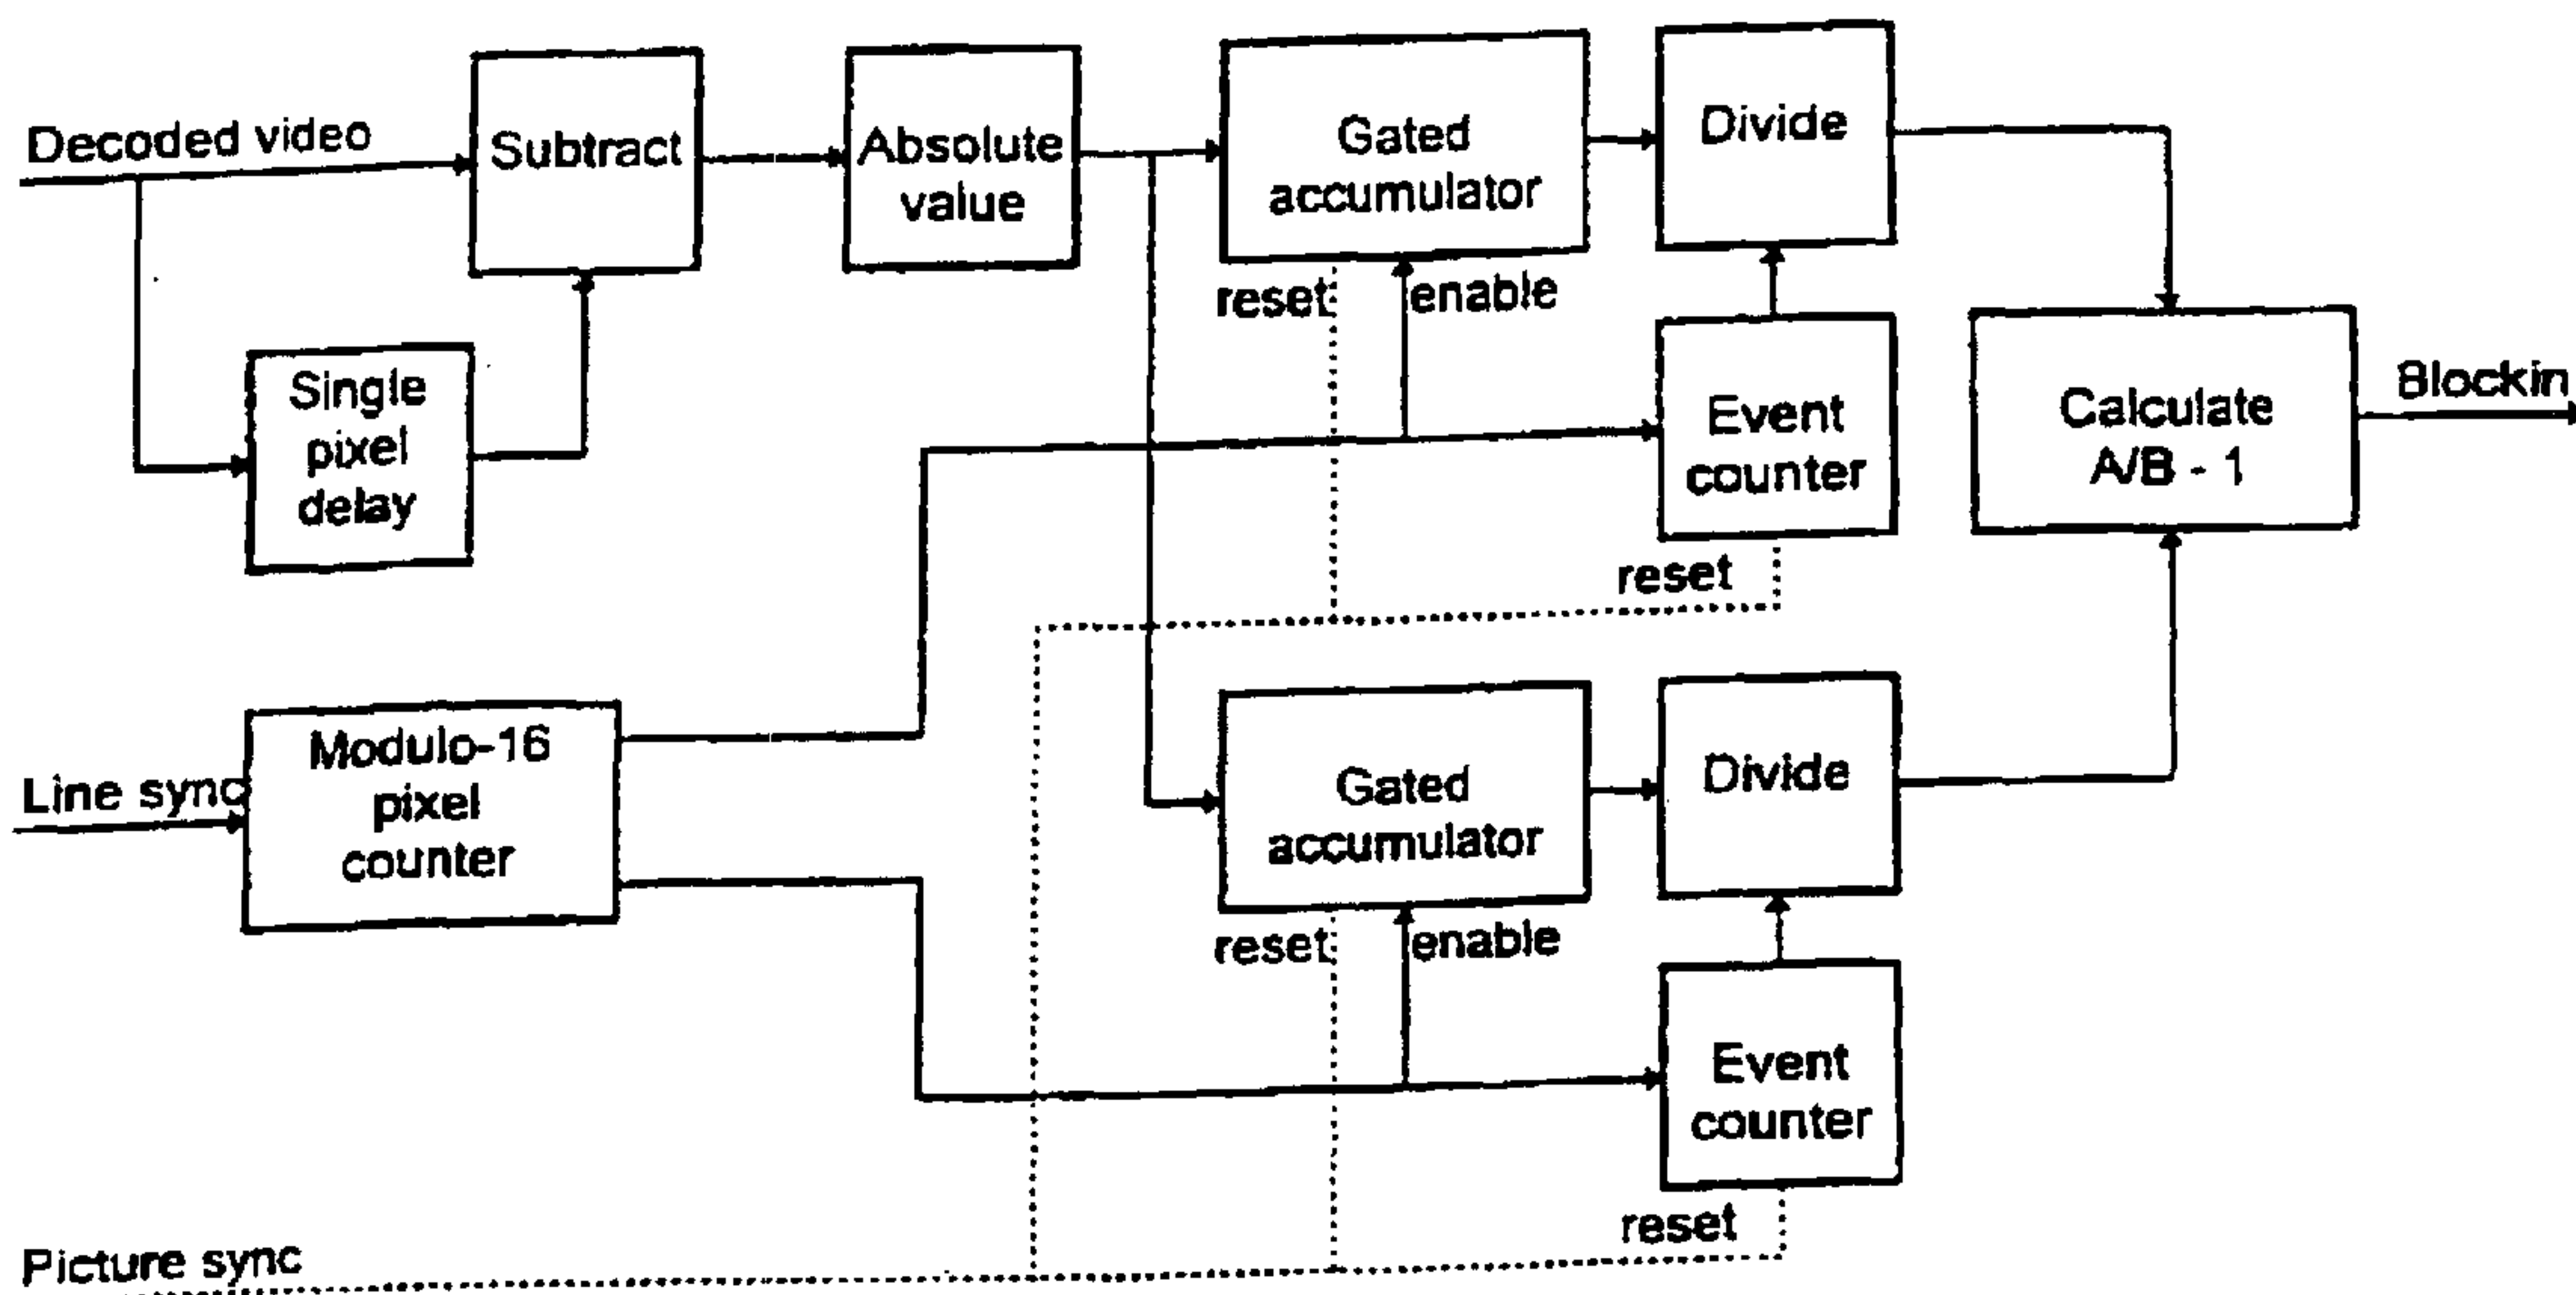 Decoded video
Subtract
Absolute
value
Gated
accumulator
Divide
reset
enable
Single
pixel
delay
Event
counter
reset
Calculate
A/B - 1
Blockin
Line sync
Modulo-16
pixel
counter
Gated
accumulator
Divide
reset
enable
Event
counter
reset
Picture sync